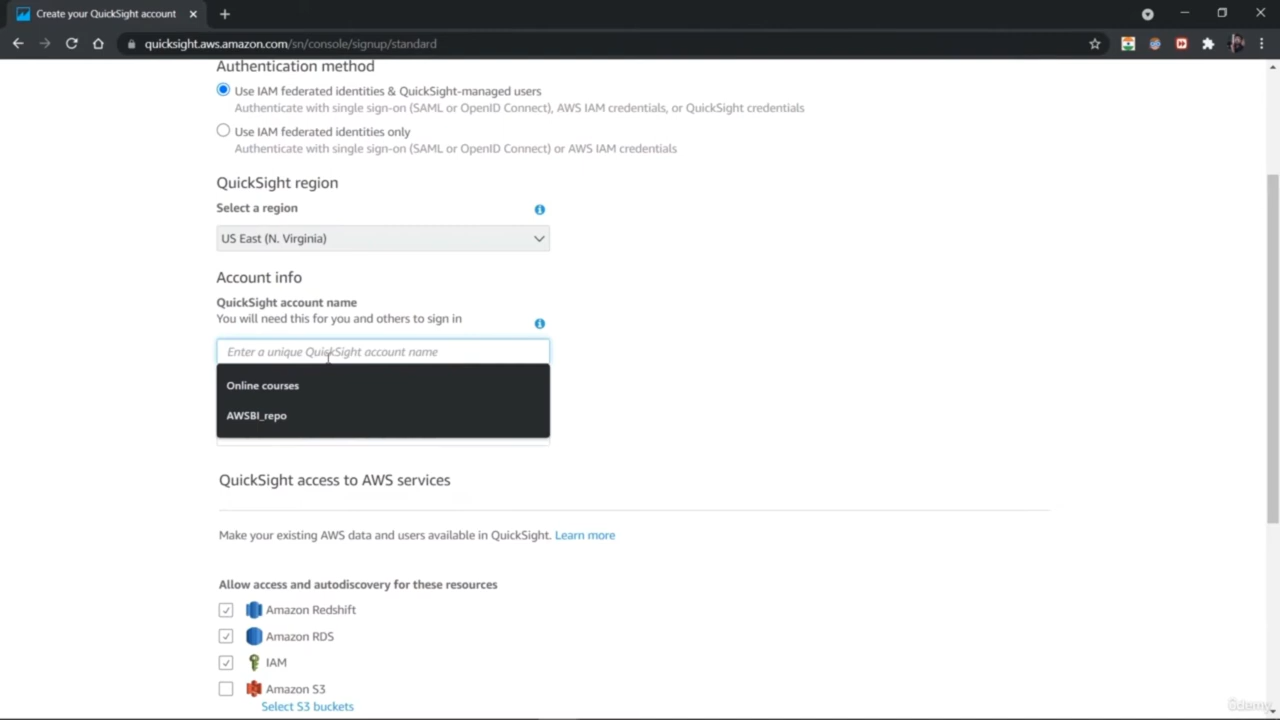 Create your QuickSight account
quicksight.aws.amazon.com/sn/console/signup/standard
Authentication method
Use IAM federated identities & QuickSight-managed users
Authenticate with single sign-on (SAML or OpenID Connect), AWS IAM credentials, or QuickSight credentials
Use IAM federated identities only
Authenticate with single sign-on (SAML or OpenID Connect) or AWS IAM credentials
QuickSight region
Select a region
US East (N. Virginia)
Account info
QuickSight account name
You will need this for you and others to sign in
Enter a unique QuickSight account name
Online courses
AWSBI_repo
QuickSight access to AWS services
Make your existing AWS data and users available in QuickSight. Learn more
Allow access and autodiscovery for these resources
Amazon Redshift
Amazon RDS
IAM
Amazon S3
Select S3 buckets
ûdemy